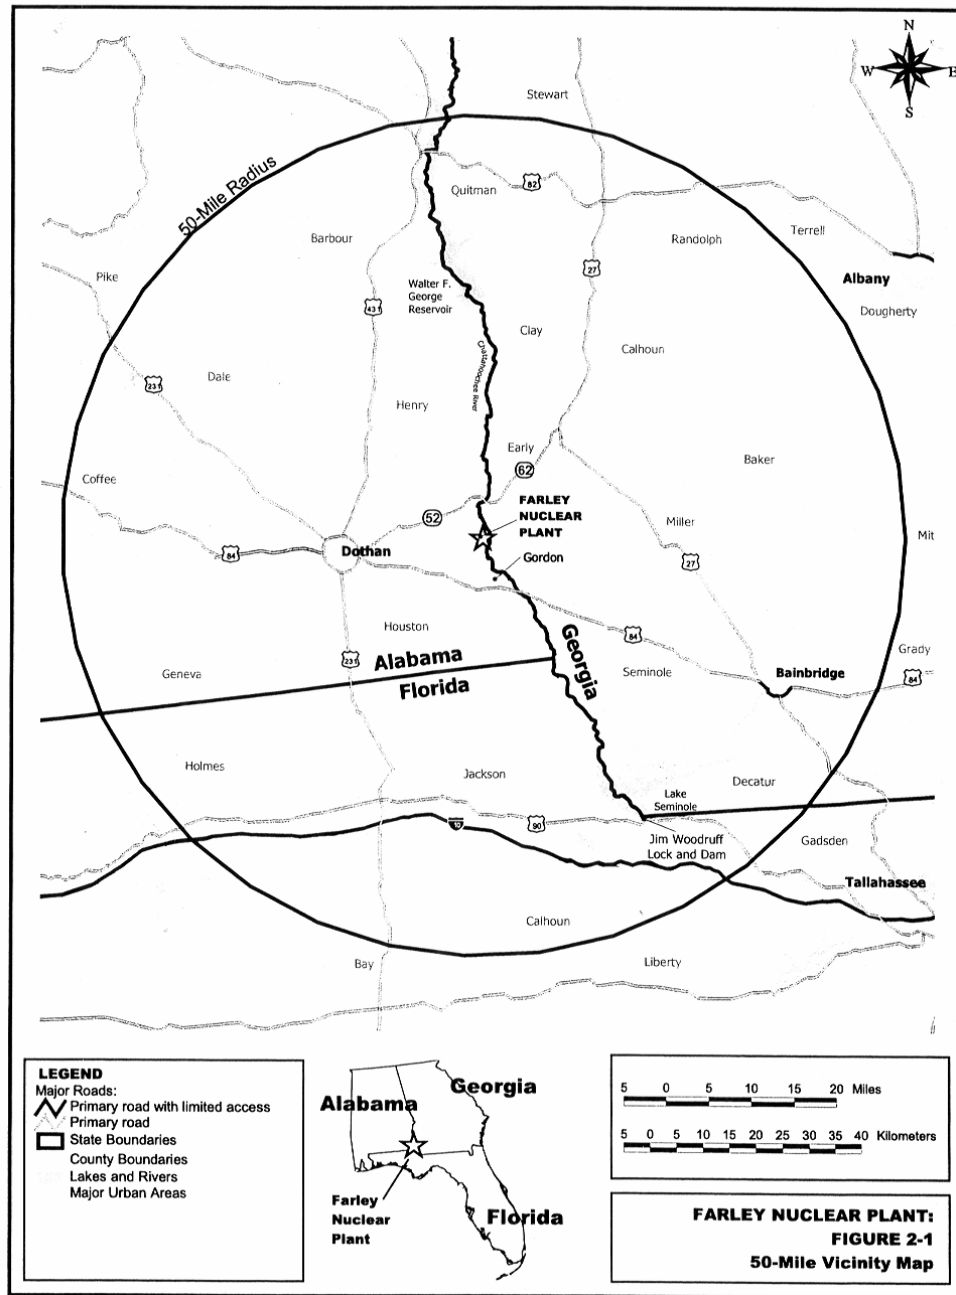 N
W
E
S
Stewart
50-Mile Radius
Quitman
82
Barbour
Randolph
Terrell
Pike
27
Albany
Walter F.
George
Reservoir
431
Dougherty
Clay
Chattahoochee River
Calhoun
231
Dale
Henry
Early
Baker
62
Coffee
FARLEY
NUCLEAR
PLANT
52
Miller
Mit
84
Dothan
Gordon
27
Houston
84
Georgia
Alabama
231
Grady
Geneva
Florida
Seminole
Bainbridge
84
Holmes
Jackson
Decatur
Lake
Seminole
90
Jim Woodruff
Lock and Dam
Gadsden
Tallahassee
Calhoun
Bay
Liberty
LEGEND
Major Roads:
Primary road with limited access
Primary road
State Boundaries
County Boundaries
Lakes and Rivers
Major Urban Areas
Georgia
Alabama
Farley
Nuclear
Plant
Florida
5 0 5 10 15 20 Miles
5 0 5 10 15 20 25 30 35 40 Kilometers
FARLEY NUCLEAR PLANT:
FIGURE 2-1
50-Mile Vicinity Map